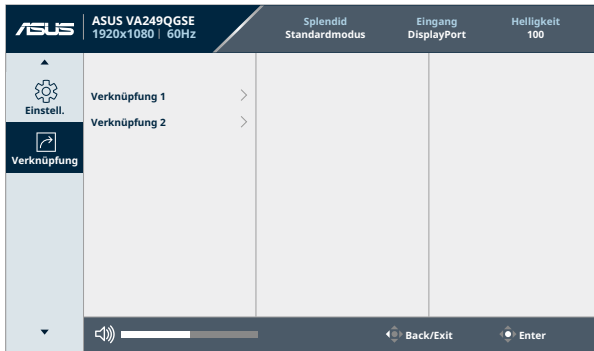 ASUS
ASUS VA249QGSE
1920x1080 | 60Hz
Splendid
Standardmodus
Eingang
DisplayPort
Helligkeit
100
Einstell.
Verknüpfung
Verknüpfung 1
Verknüpfung 2
Back/Exit
Enter